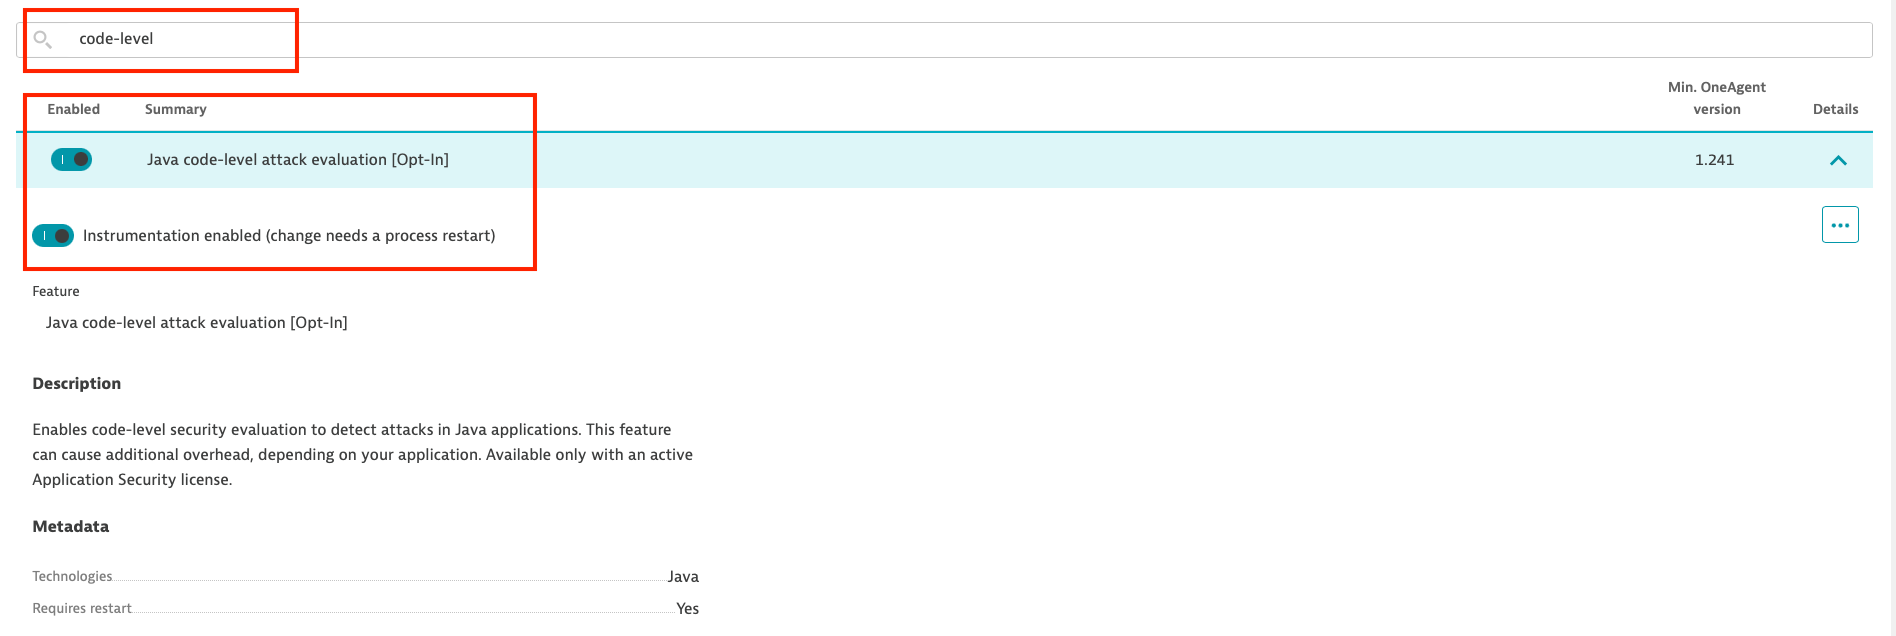 code-level
Enabled Summary Min. OneAgent version Details
Java code-level attack evaluation [Opt-In] 1.241
Instrumentation enabled (change needs a process restart)
Feature
Java code-level attack evaluation [Opt-In]
Description
Enables code-level security evaluation to detect attacks in Java applications. This feature
can cause additional overhead, depending on your application. Available only with an active
Application Security license.
Metadata
Technologies Java
Requires restart Yes